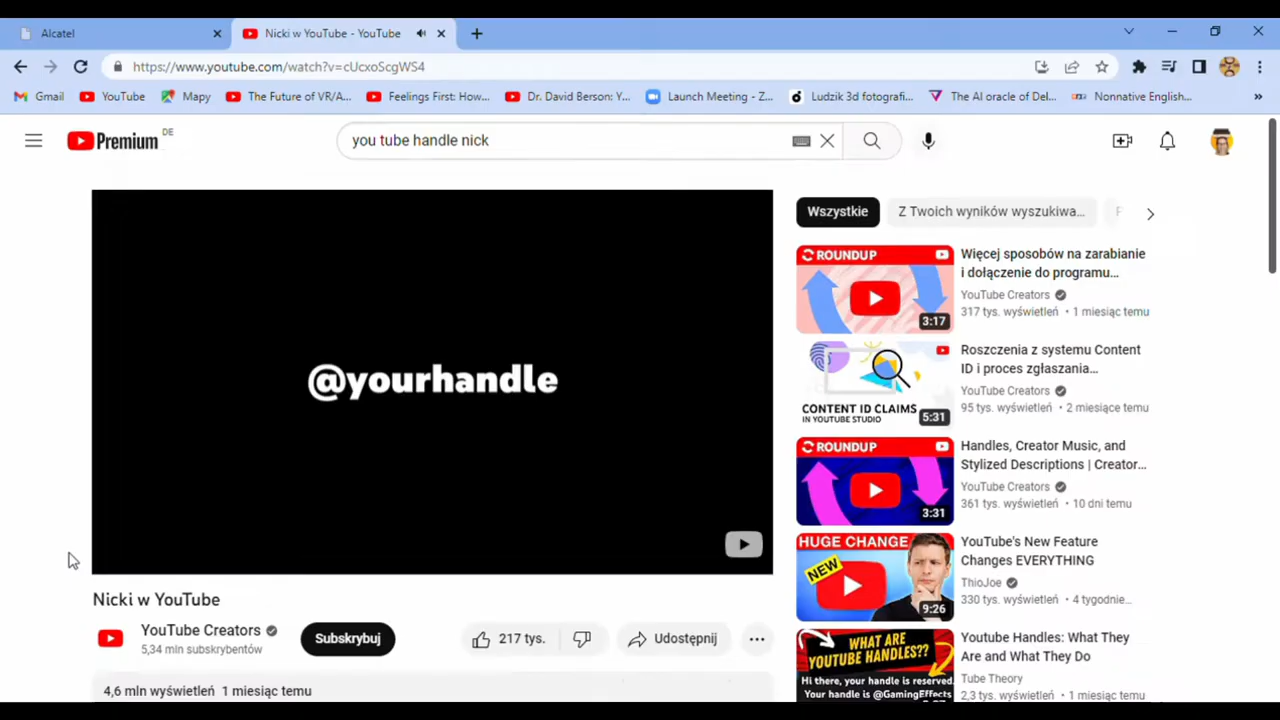 Alcatel
Nicki w YouTube - YouTube
https://www.youtube.com/watch?v=cUcxoScgWS4
Gmail
YouTube
Mapy
The Future of VR/A...
Feelings First: How...
Dr. David Berson: Y...
Launch Meeting - Z...
Ludzik 3d fotografi...
The AI oracle of Del...
Nonnative English...
»
Premium DE
you tube handle nick
@yourhandle
Nicki w YouTube
YouTube Creators
5,34 mln subskrybentów
Subskrybuj
217 tys.
Udostępnij
4,6 mln wyświetleń 1 miesiąc temu
Wszystkie
Z Twoich wyników wyszukiwa...
ROUNDUP
3:17
Więcej sposobów na zarabianie
i dołączenie do programu...
YouTube Creators
317 tys. wyświetleń • 1 miesiąc temu
CONTENT ID CLAIMS
IN YOUTUBE STUDIO
5:31
Roszczenia z systemu Content
ID i proces zgłaszania...
YouTube Creators
95 tys. wyświetleń • 2 miesiące temu
ROUNDUP
3:31
Handles, Creator Music, and
Stylized Descriptions | Creator...
YouTube Creators
361 tys. wyświetleń • 10 dni temu
HUGE CHANGE
NEW
9:26
YouTube's New Feature
Changes EVERYTHING
ThioJoe
330 tys. wyświetleń • 4 tygodnie...
WHAT ARE
YOUTUBE HANDLES??
Hi there, your handle is reserved.
Your handle is @GamingEffects
Youtube Handles: What They
Are and What They Do
Tube Theory
2,3 tys. wyświetleń • 1 miesiąc temu